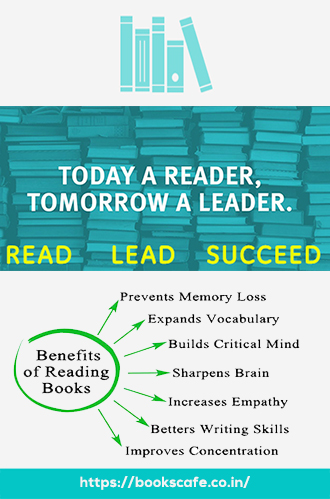 TODAY A READER,
TOMORROW A LEADER.
READ LEAD SUCCEED
Benefits
of Reading
Books
Prevents Memory Loss
Expands Vocabulary
Builds Critical Mind
Sharpens Brain
Increases Empathy
Betters Writing Skills
Improves Concentration
https://bookscafe.co.in/